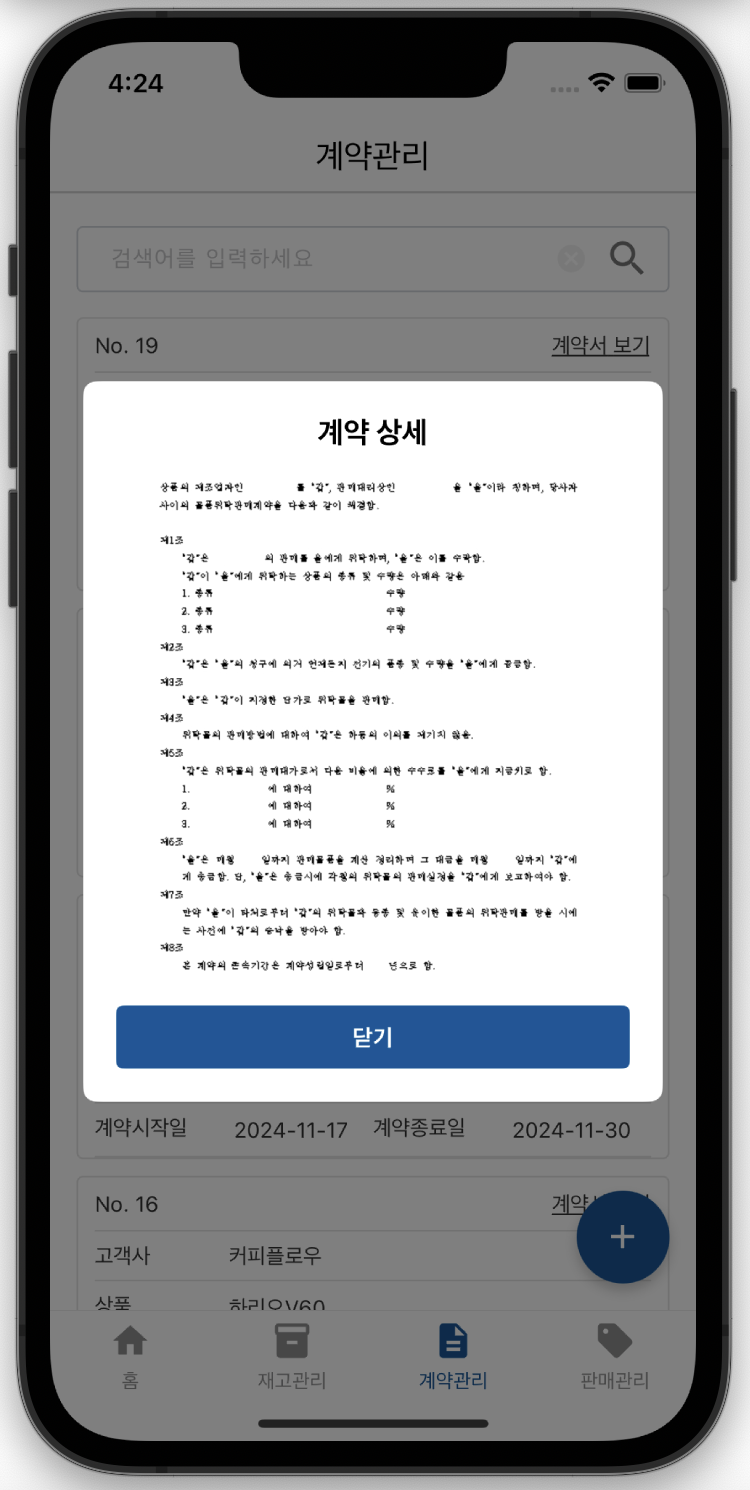 4:24
계약관리
검색어를 입력하세요
No. 19
계약서 보기
계약 상세
상품의 제조업자인 를 "갑", 판매대리상인 을 "을"이라 칭하며, 당사자
사이의 물품위탁판매계약을 다음과 같이 체결함.
제1조
"갑"은 의 판매를 을에게 위탁하며, "을"은 이를 수락함.
"갑"이 "을"에게 위탁하는 상품의 종류 및 수량은 아래와 같음
1. 종류 수량
2. 종류 수량
3. 종류 수량
제2조
"갑"은 "을"의 청구에 의거 언제든지 전기의 품종 및 수량을 "을"에게 공급함.
제3조
"을"은 "갑"이 지정한 단가로 위탁물을 판매함.
제4조
위탁물의 판매방법에 대하여 "갑"은 하등의 이의를 제기치 않음.
제5조
"갑"은 위탁물의 판매대가로서 다음 비율에 의한 수수료를 "을"에게 지급키로 함.
1. 에 대하여 %
2. 에 대하여 %
3. 에 대하여 %
제6조
"을"은 매월 일까지 판매물품을 계산 정리하며 그 대금을 매월 일까지 "갑"에
게 송금함. 단, "을"은 송금시에 각월의 위탁물의 판매실정을 "갑"에게 보고하여야 함.
제7조
만약 "을"이 타처로부터 "갑"의 위탁물과 동종 및 유이한 물품의 위탁판매를 받을 시에
는 사전에 "갑"의 승낙을 받아야 함.
제8조
본 계약의 존속기간은 계약성립일로부터 년으로 함.
닫기
계약시작일 2024-11-17 계약종료일 2024-11-30
No. 16
계약
고객사 커피플로우
상품 하리오V60
홈 재고관리 계약관리 판매관리